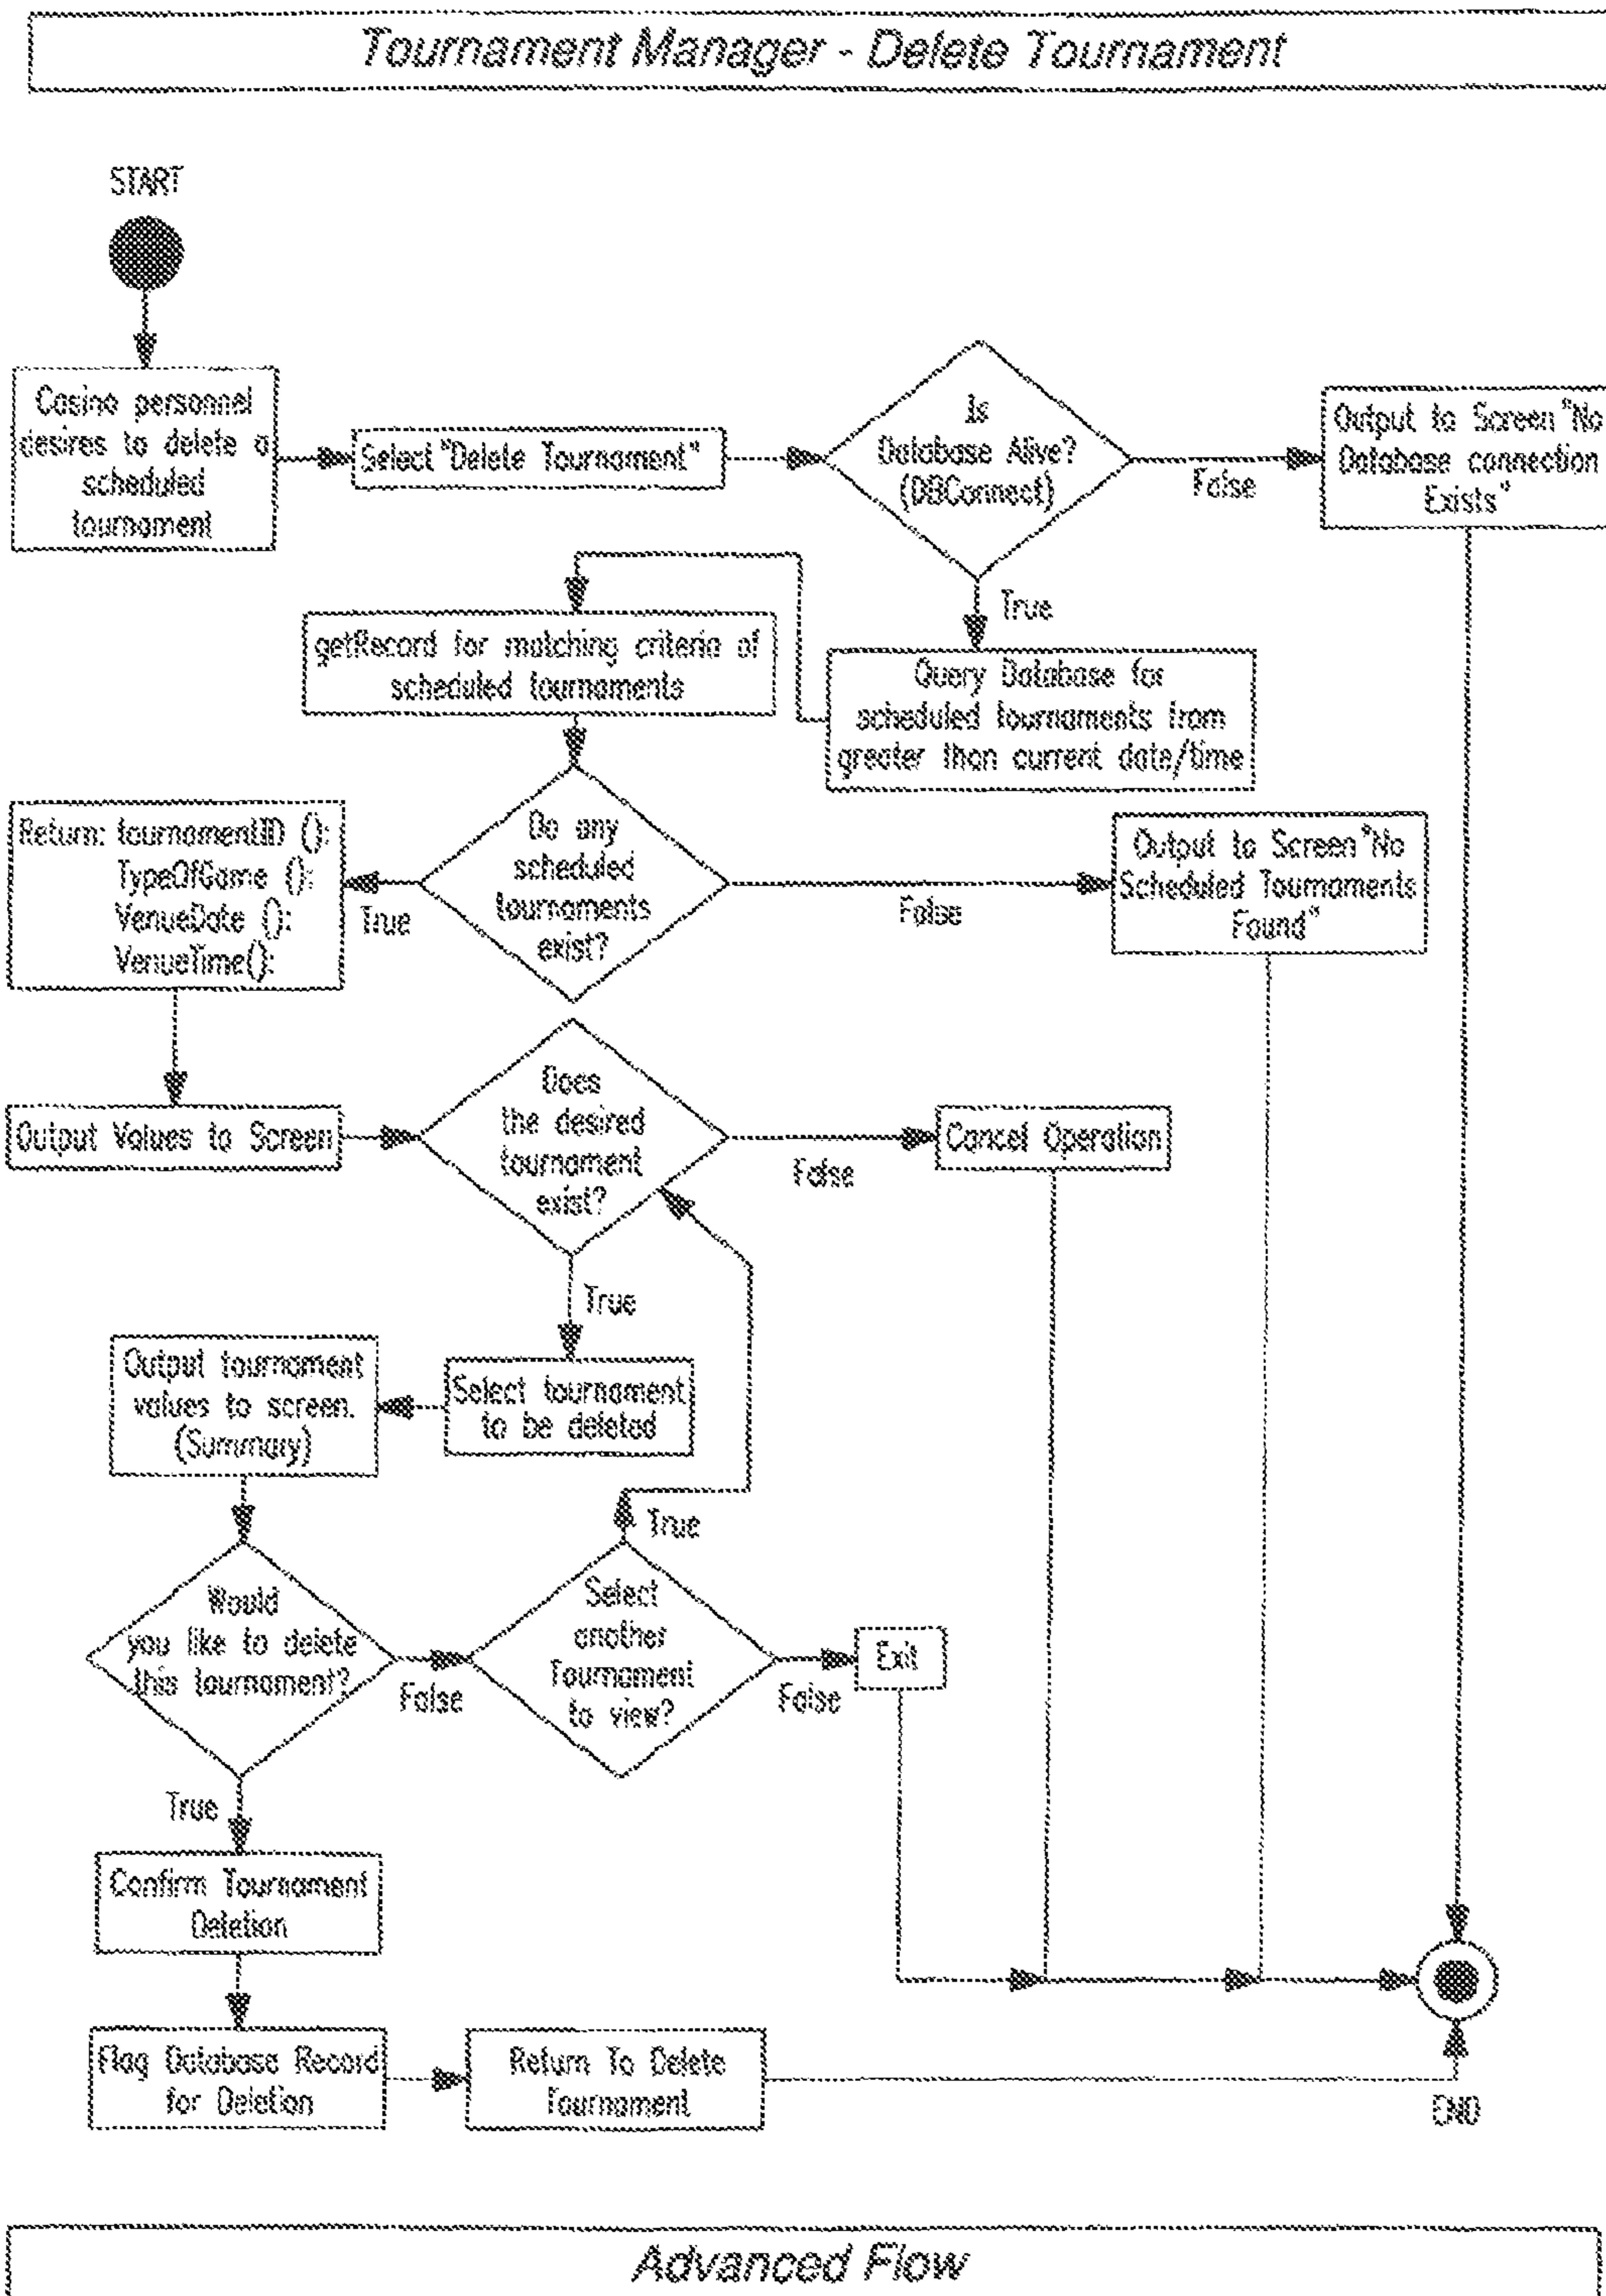 Tournament Manager - Delete Tournament
START
Casino personnel
desires to delete a
scheduled
tournament
Select "Delete Tournament"
Is
Database Alive?
(DBConnect)
False
Output to Screen "No
Database connection
Exists"
True
Query Database for
scheduled tournaments from
greater than current date/time
getRecord for matching criteria of
scheduled tournaments
Do any
scheduled
tournaments
exist?
True
False
Return: tournamentID ():
TypeOfGame ():
VenueDate ():
VenueTime():
Output to Screen "No
Scheduled Tournaments
Found"
Output Values to Screen
Does
the desired
tournament
exist?
False
Cancel Operation
True
Select tournament
to be deleted
Output tournament
values to screen.
(Summary)
Would
you like to delete
this tournament?
False
Select
another
Tournament
to view?
True
False
Exit
True
Confirm Tournament
Deletion
Flag Database Record
for Deletion
Return To Delete
Tournament
END
Advanced Flow